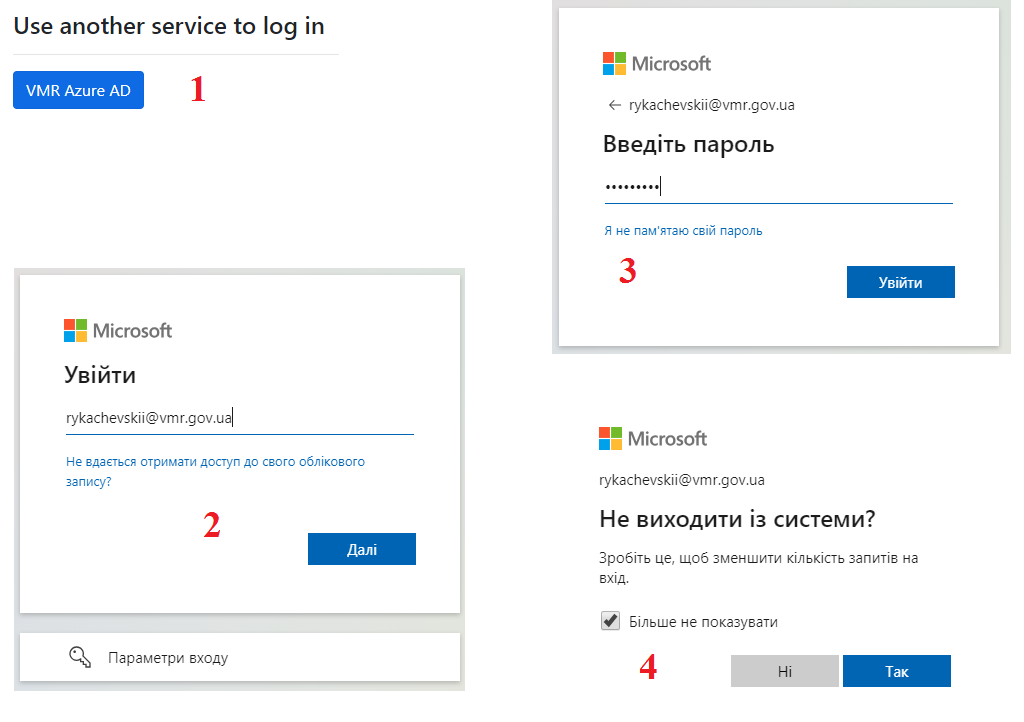 Use another service to log in
VMR Azure AD
1
Microsoft
Увійти
rykachevskii@vmr.gov.ua
Не вдається отримати доступ до свого облікового
запису?
2
Далі
Параметри входу
Microsoft
← rykachevskii@vmr.gov.ua
Введіть пароль
•••••••••
Я не пам'ятаю свій пароль
3
Увійти
Microsoft
rykachevskii@vmr.gov.ua
Не виходити із системи?
Зробіть це, щоб зменшити кількість запитів на
вхід.
Більше не показувати
4
Ні
Так